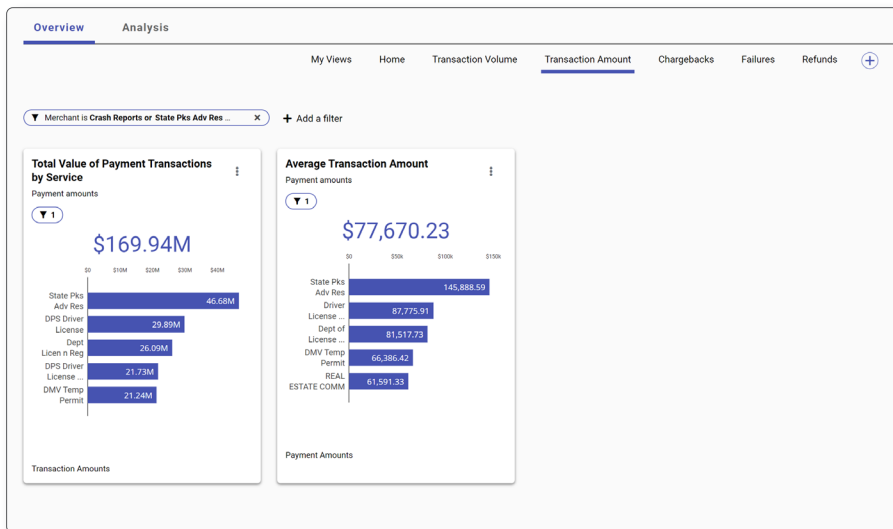 Overview Analysis
My Views Home Transaction Volume Transaction Amount Chargebacks Failures Refunds
Merchant is Crash Reports or State Pks Adv Res ... × + Add a filter
Total Value of Payment Transactions
by Service
Payment amounts
1
$169.94M
$0 $10M $20M $30M $40M
State Pks
Adv Res
46.68M
DPS Driver
License
29.89M
Dept
Licen n Reg
26.09M
DPS Driver
License ...
21.73M
DMV Temp
Permit
21.24M
Transaction Amounts
Average Transaction Amount
Payment amounts
1
$77,670.23
$0 $50k $100k $150k
State Pks
Adv Res
145,888.59
Driver
License ...
87,775.91
Dept of
License ...
81,517.73
DMV Temp
Permit
66,386.42
REAL
ESTATE COMM
61,591.33
Payment Amounts